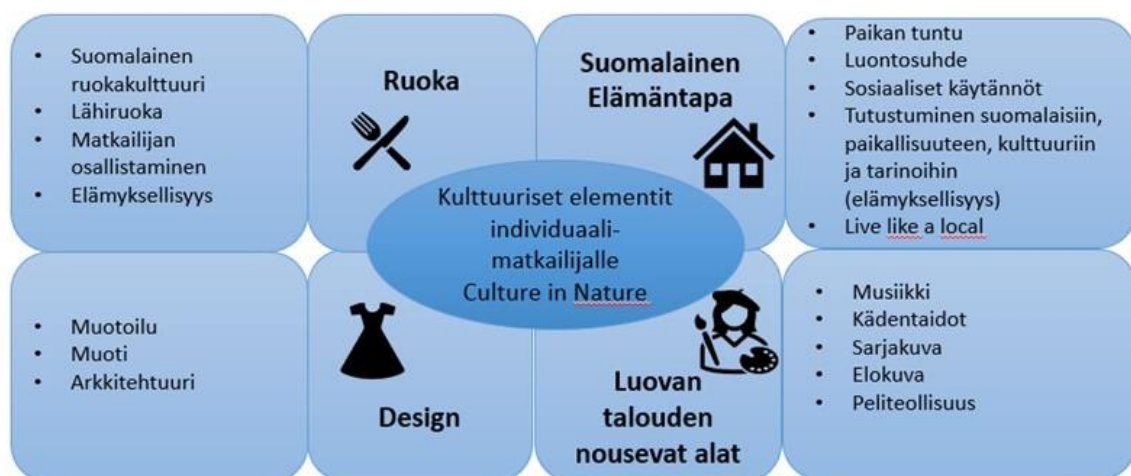 • Suomalainen
ruokakulttuuri
• Lähiruoka
• Matkailijan
osallistaminen
• Elämyksellisyys
Ruoka
Suomalainen
Elämäntapa
• Paikan tuntu
• Luontosuhde
• Sosiaaliset käytännöt
• Tutustuminen suomalaisiin,
paikallisuuteen, kulttuuriin
ja tarinoihin
(elämyksellisyys)
• Live like a local
Kulttuuriset elementit
individuaali-
matkailijalle
Culture in Nature
• Muotoilu
• Muoti
• Arkkitehtuuri
Design
Luovan
talouden
nousevat alat
• Musiikki
• Kädentaidot
• Sarjakuva
• Elokuva
• Peliteollisuus